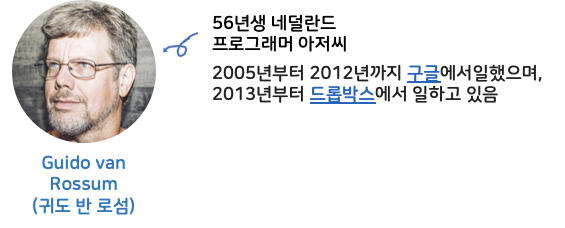 56년생 네덜란드
프로그래머 아저씨
2005년부터 2012년까지 구글에서일했으며,
2013년부터 드롭박스에서 일하고 있음
Guido van
Rossum
(귀도 반 로섬)